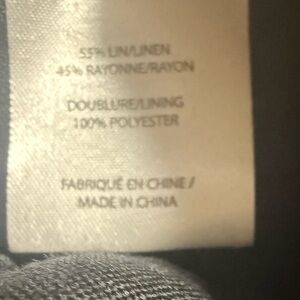 55% LIN/LINEN
45% RAYONNE/RAYON
DOUBLURE/LINING
100% POLYESTER
FABRIQUÉ EN CHINE /
MADE IN CHINA